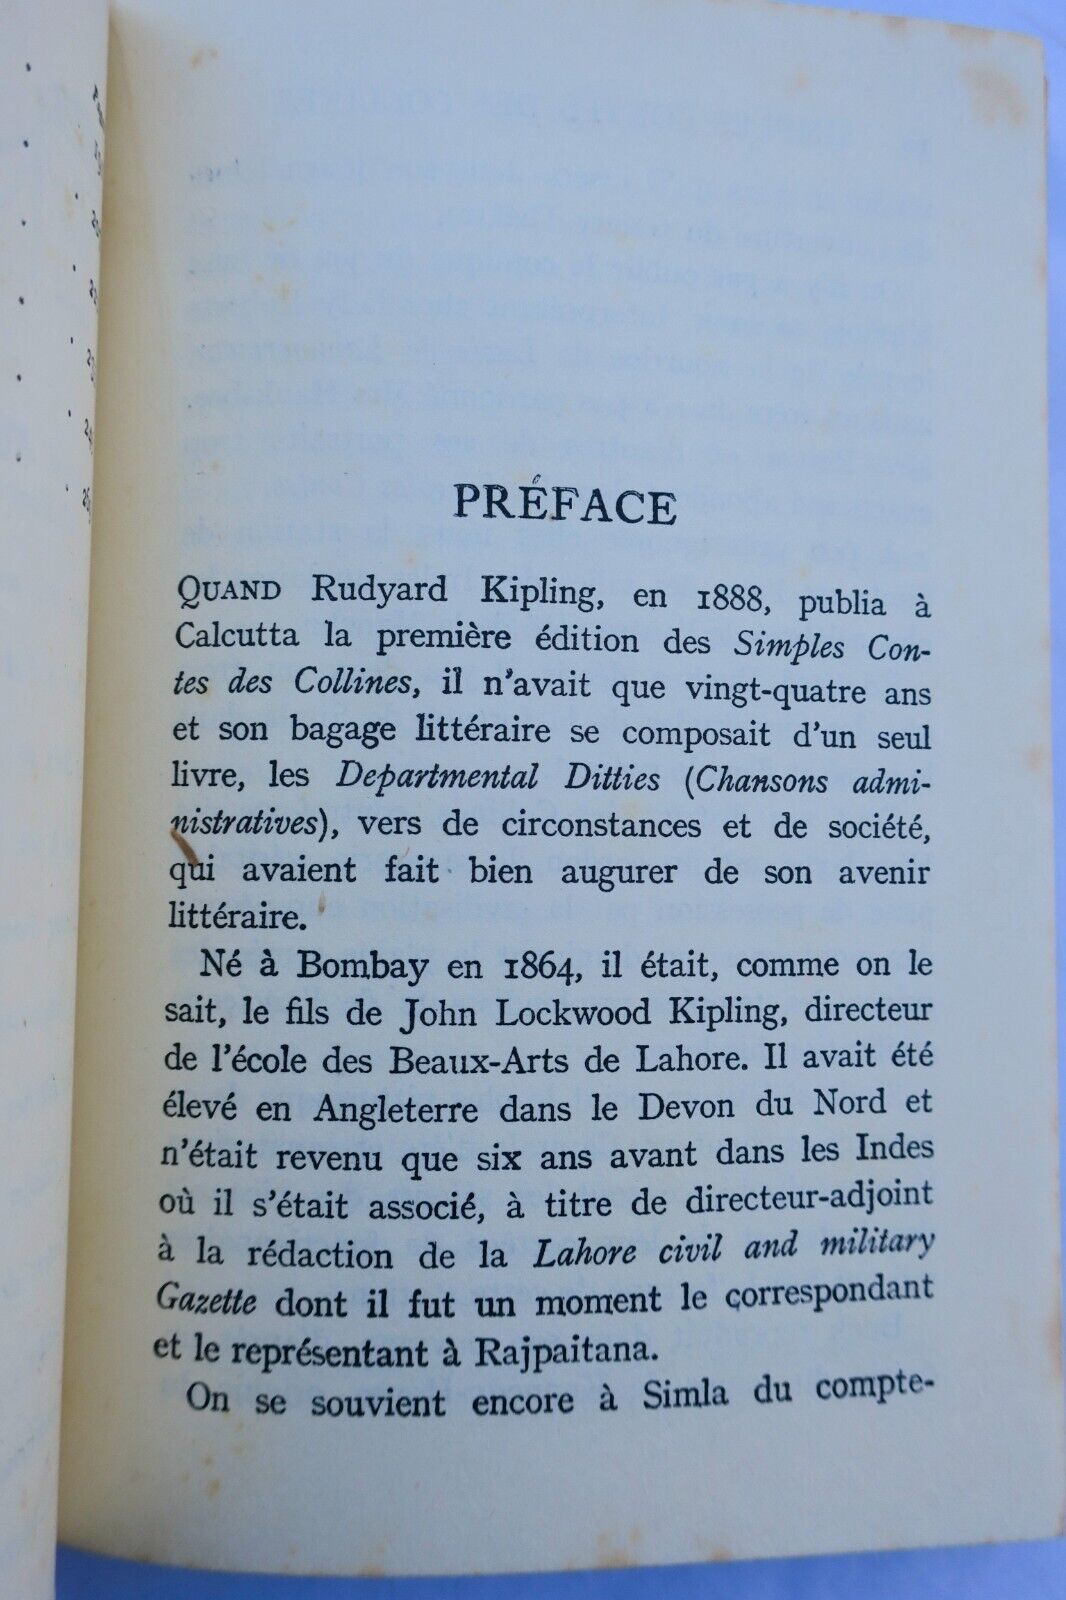 PRÉFACE
QUAND Rudyard Kipling, en 1888, publia à
Calcutta la première édition des Simples Con-
tes des Collines, il n'avait que vingt-quatre ans
et son bagage littéraire se composait d'un seul
livre, les Departmental Ditties (Chansons admi-
nistratives), vers de circonstances et de société,
qui avaient fait bien augurer de son avenir
littéraire.
Né à Bombay en 1864, il était, comme on le
sait, le fils de John Lockwood Kipling, directeur
de l'école des Beaux-Arts de Lahore. Il avait été
élevé en Angleterre dans le Devon du Nord et
n'était revenu que six ans avant dans les Indes
où il s'était associé, à titre de directeur-adjoint
à la rédaction de la Lahore civil and military
Gazette dont il fut un moment le correspondant
et le représentant à Rajpaitana.
On se souvient encore à Simla du compte-